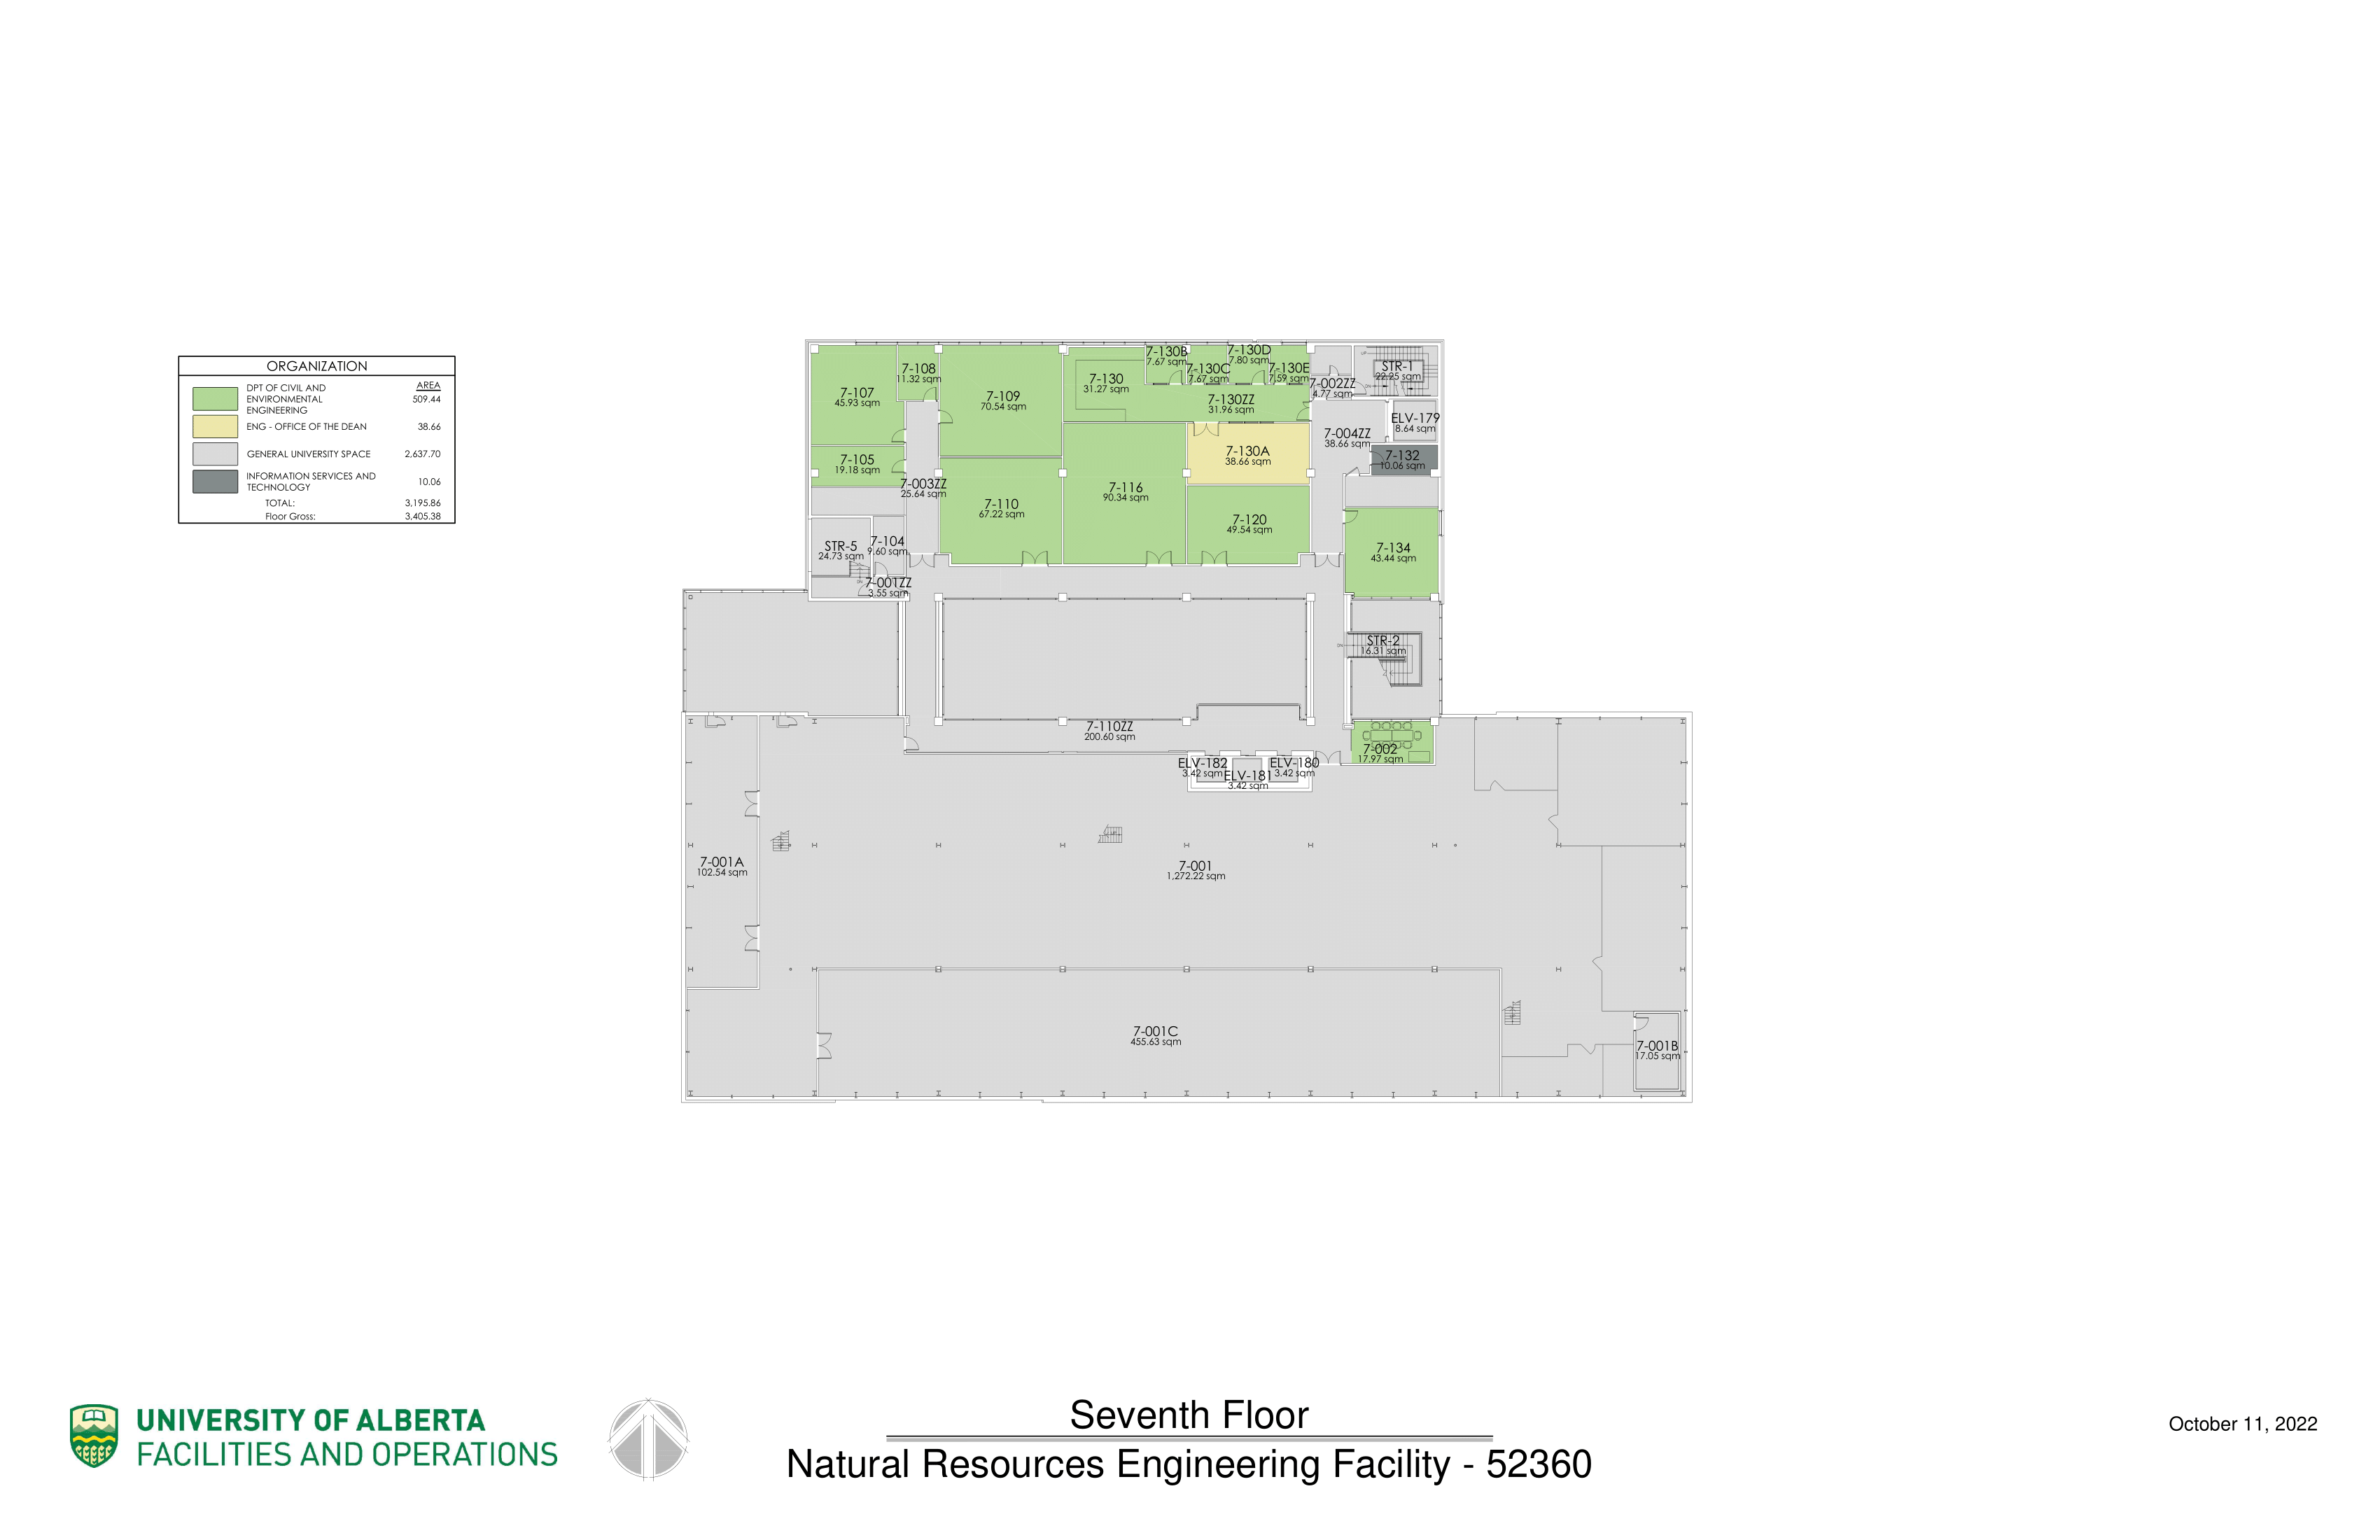 ORGANIZATION
AREA
DPT OF CIVIL AND
ENVIRONMENTAL 509.44
ENGINEERING
ENG - OFFICE OF THE DEAN 38.66
GENERAL UNIVERSITY SPACE 2,637.70
INFORMATION SERVICES AND
TECHNOLOGY 10.06
TOTAL: 3,195.86
Floor Gross: 3,405.38
7-107
45.93 sqm
7-108
11.32 sqm
7-109
70.54 sqm
7-130
31.27 sqm
7-130B
7.67 sqm
7-130C
7.67 sqm
7-130D
7.80 sqm
7-130E
7.59 sqm
7-130ZZ
31.96 sqm
7-002ZZ
4.77 sqm
STR-1
22.25 sqm
UP
DN
ELV-179
8.64 sqm
7-004ZZ
38.66 sqm
7-132
10.06 sqm
7-130A
38.66 sqm
7-105
19.18 sqm
7-003ZZ
25.64 sqm
7-110
67.22 sqm
7-116
90.34 sqm
7-120
49.54 sqm
7-134
43.44 sqm
STR-5
24.73 sqm
7-104
9.60 sqm
DN
7-001ZZ
3.55 sqm
STR-2
16.31 sqm
DN
7-110ZZ
200.60 sqm
7-002
17.97 sqm
ELV-182
3.42 sqm
ELV-181
3.42 sqm
ELV-180
3.42 sqm
7-001A
102.54 sqm
7-001
1,272.22 sqm
7-001C
455.63 sqm
7-001B
17.05 sqm
UNIVERSITY OF ALBERTA
FACILITIES AND OPERATIONS
Seventh Floor
Natural Resources Engineering Facility - 52360
October 11, 2022